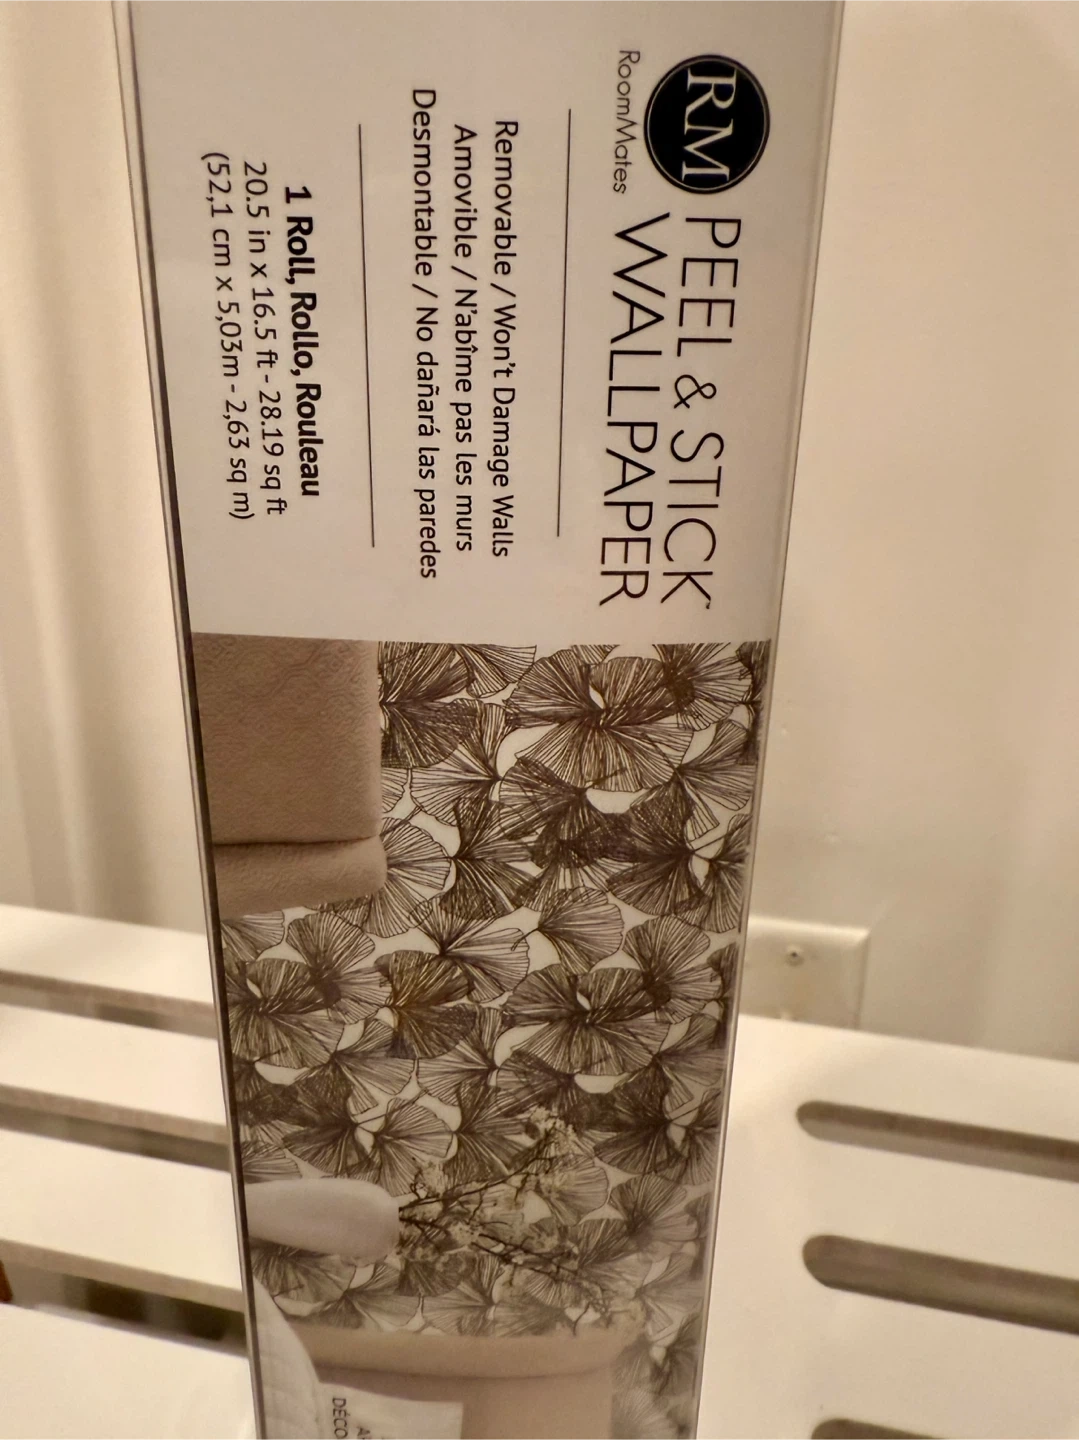 RM
RoomMates
PEEL & STICK™
WALLPAPER
Removable / Won't Damage Walls
Amovible / N'abîme pas les murs
Desmontable / No dañará las paredes
1 Roll, Rollo, Rouleau
20.5 in x 16.5 ft - 28.19 sq ft
(52,1 cm x 5,03m - 2,63 sq m)